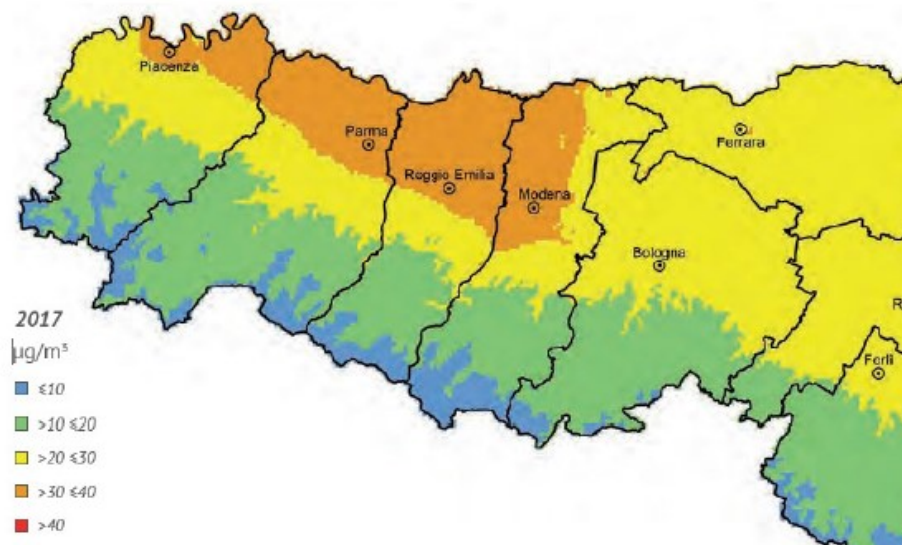 Piacenza
Parma
Ferrara
Reggio Emilia
Modena
Bologna
R
Forlì
2017
µg/m³
≤10
>10 ≤20
>20 ≤30
>30 ≤40
>40